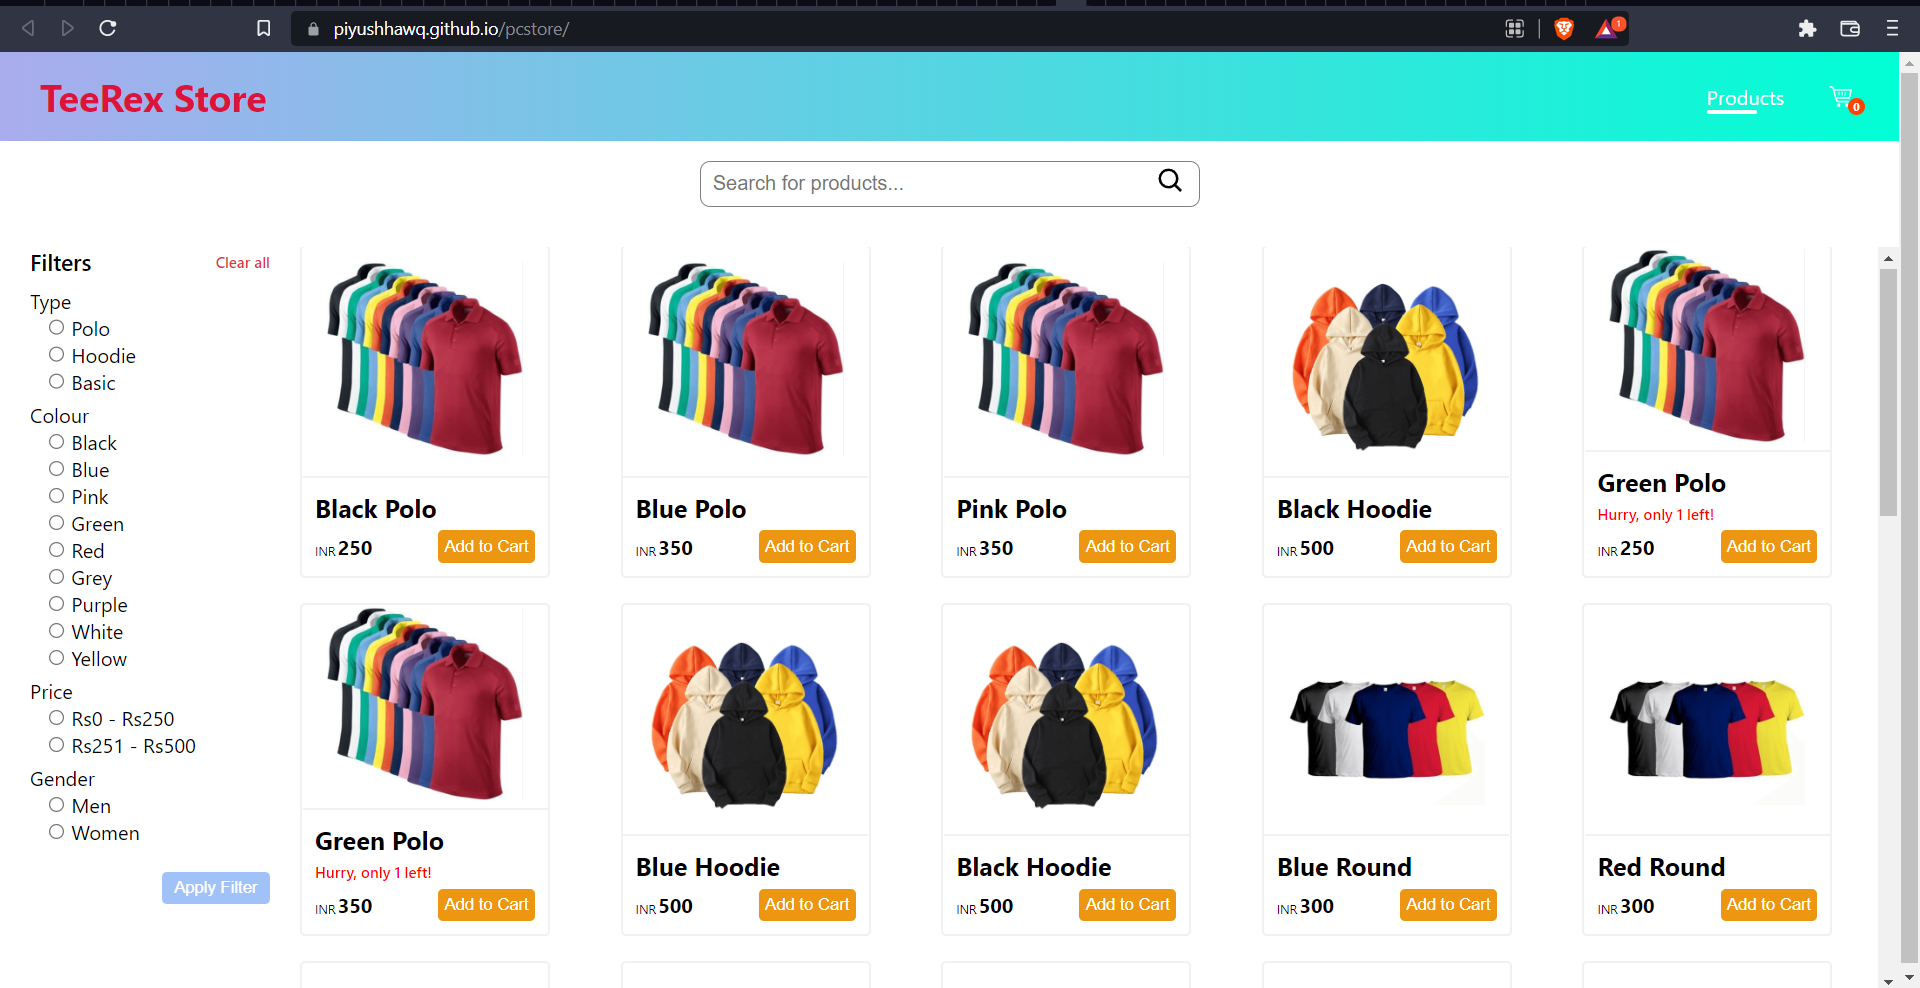 piyushhawq.github.io/pcstore/
1
TeeRex Store
Products
0
Search for products...
Filters
Clear all
Type
Polo
Hoodie
Basic
Colour
Black
Blue
Pink
Green
Red
Grey
Purple
White
Yellow
Price
Rs0 - Rs250
Rs251 - Rs500
Gender
Men
Women
Apply Filter
Black Polo
INR 250
Add to Cart
Blue Polo
INR 350
Add to Cart
Pink Polo
INR 350
Add to Cart
Black Hoodie
INR 500
Add to Cart
Green Polo
Hurry, only 1 left!
INR 250
Add to Cart
Green Polo
Hurry, only 1 left!
INR 350
Add to Cart
Blue Hoodie
INR 500
Add to Cart
Black Hoodie
INR 500
Add to Cart
Blue Round
INR 300
Add to Cart
Red Round
INR 300
Add to Cart